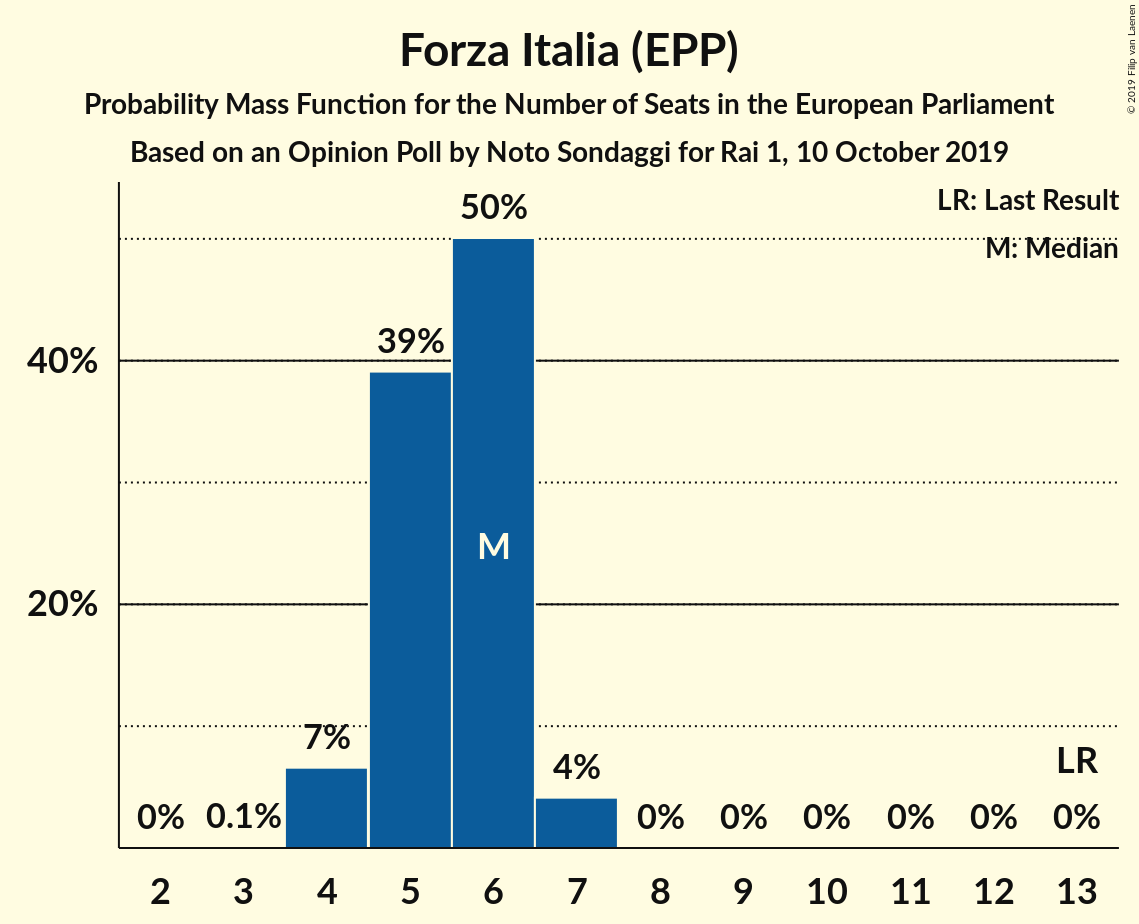 Forza Italia (EPP)
Probability Mass Function for the Number of Seats in the European Parliament
Based on an Opinion Poll by Noto Sondaggi for Rai 1, 10 October 2019
© 2019 Filip van Laenen
LR: Last Result
M: Median
50%
39%
40%
M
20%
7%
4%
LR
0% 0.1% 0% 0% 0% 0% 0% 0%
2 3 4 5 6 7 8 9 10 11 12 13